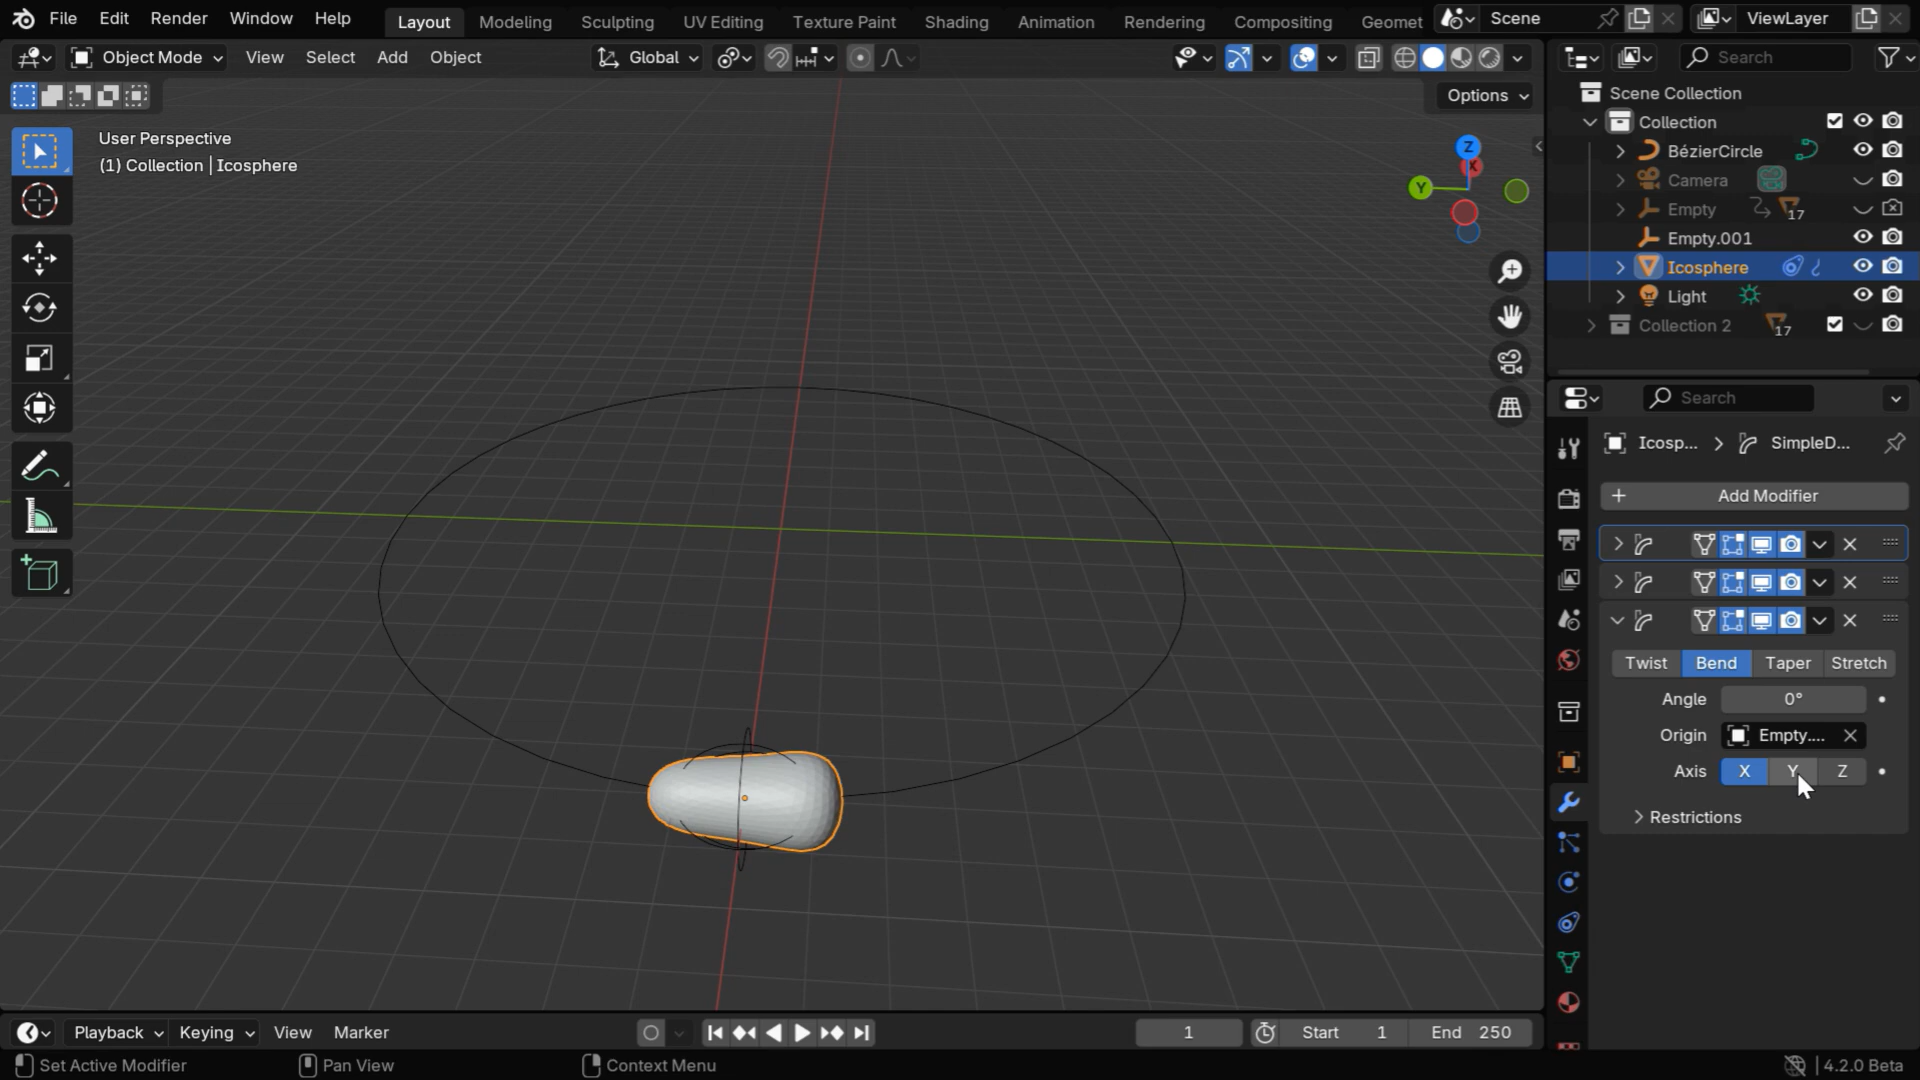 File Edit Render Window Help Layout Modeling Sculpting UV Editing Texture Paint Shading Animation Rendering Compositing Geomet Scene ViewLayer
Object Mode View Select Add Object Global Search
Options
User Perspective
(1) Collection | Icosphere
Z
X
Y
Scene Collection
Collection
BézierCircle
Camera
Empty 17
Empty.001
Icosphere
Light
Collection 2 17
Search
Icosp... > SimpleD...
+ Add Modifier
Twist Bend Taper Stretch
Angle 0°
Origin Empty....
Axis X Y Z
Restrictions
Playback Keying View Marker 1 Start 1 End 250
Set Active Modifier Pan View Context Menu 4.2.0 Beta